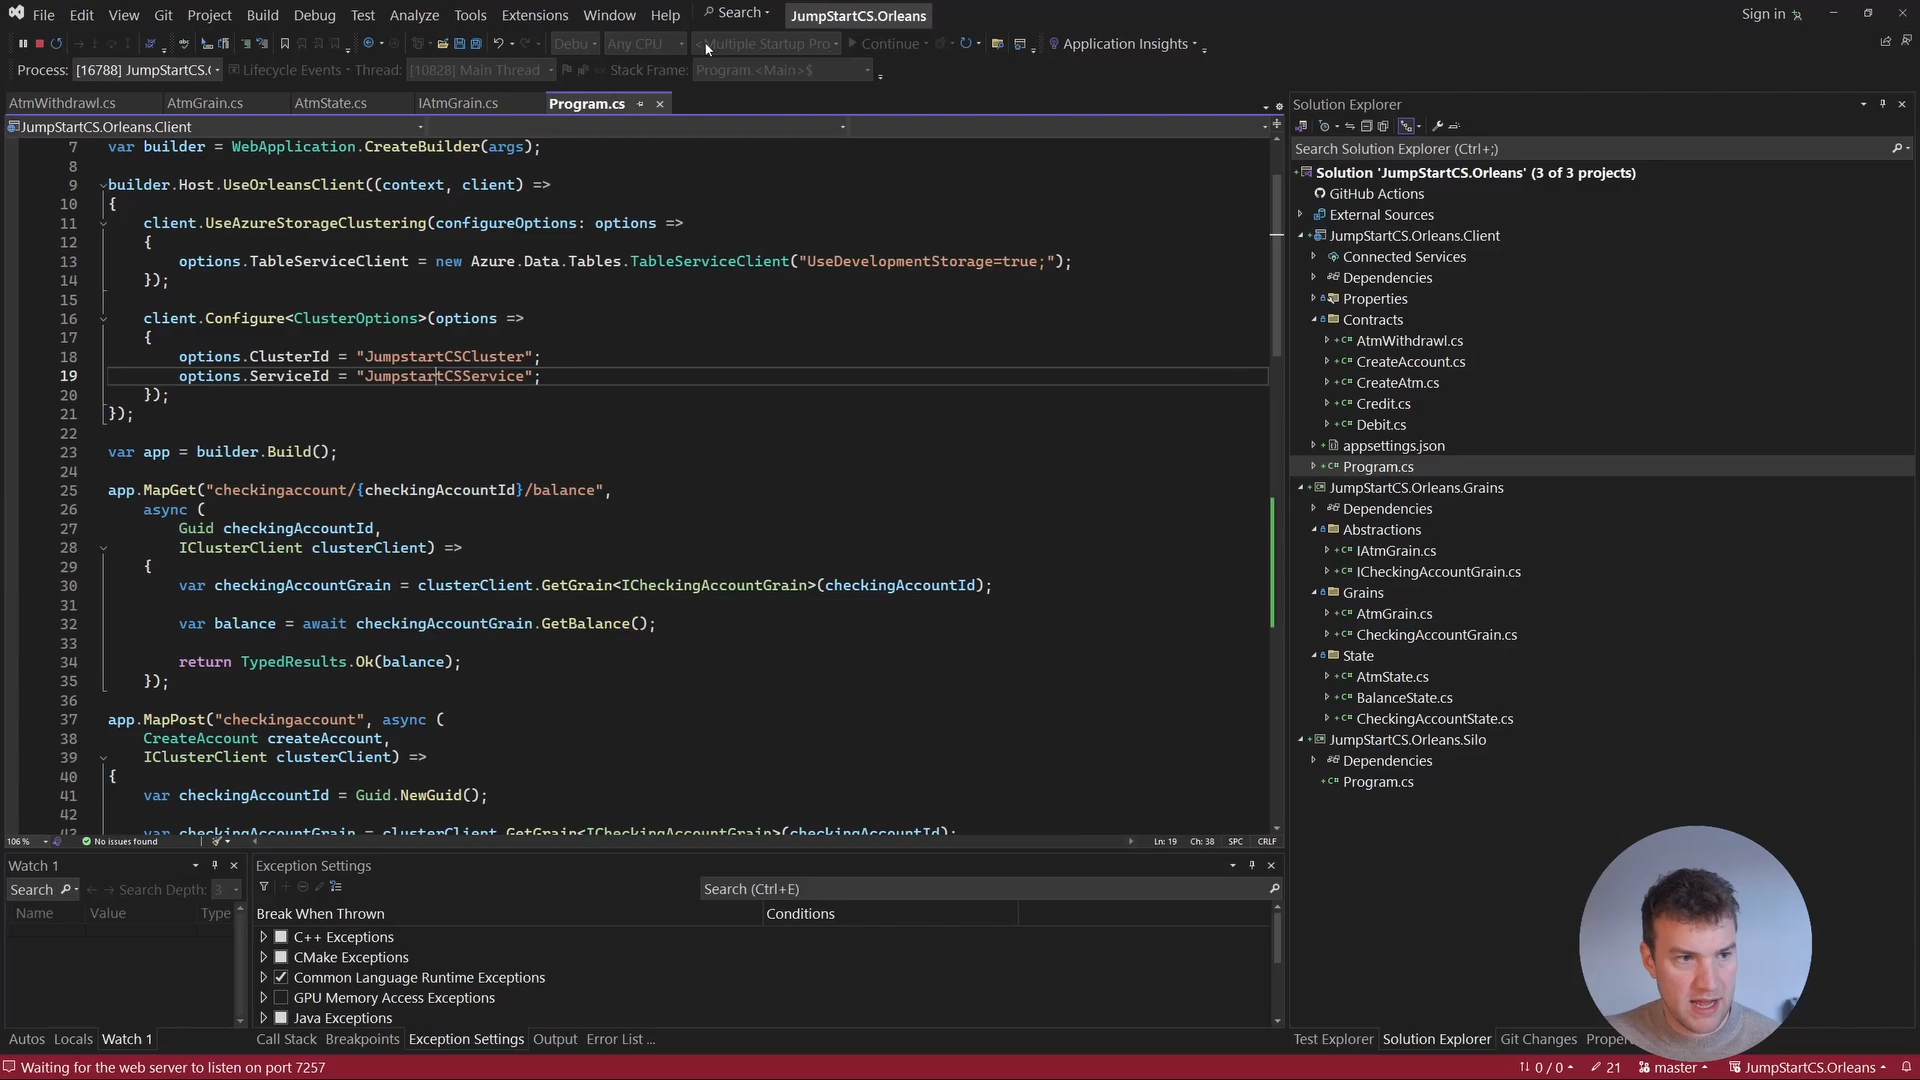 File Edit View Git Project Build Debug Test Analyze Tools Extensions Window Help Search JumpStartCS.Orleans Sign in
Debu Any CPU <Multiple Startup Pro Continue Application Insights
Process: [16788] JumpStartCS.( Lifecycle Events Thread: [10828] Main Thread Stack Frame: Program.<Main>$
AtmWithdrawl.cs AtmGrain.cs AtmState.cs IAtmGrain.cs Program.cs
JumpStartCS.Orleans.Client
7 var builder = WebApplication.CreateBuilder(args);
8
9 builder.Host.UseOrleansClient((context, client) =>
10 {
11 client.UseAzureStorageClustering(configureOptions: options =>
12 {
13 options.TableServiceClient = new Azure.Data.Tables.TableServiceClient("UseDevelopmentStorage=true;");
14 });
15
16 client.Configure<ClusterOptions>(options =>
17 {
18 options.ClusterId = "JumpstartCSCluster";
19 options.ServiceId = "JumpstartCSService";
20 });
21 });
22
23 var app = builder.Build();
24
25 app.MapGet("checkingaccount/{checkingAccountId}/balance",
26 async (
27 Guid checkingAccountId,
28 IClusterClient clusterClient) =>
29 {
30 var checkingAccountGrain = clusterClient.GetGrain<ICheckingAccountGrain>(checkingAccountId);
31
32 var balance = await checkingAccountGrain.GetBalance();
33
34 return TypedResults.Ok(balance);
35 });
36
37 app.MapPost("checkingaccount", async (
38 CreateAccount createAccount,
39 IClusterClient clusterClient) =>
40 {
41 var checkingAccountId = Guid.NewGuid();
42
43 var checkingAccountGrain = clusterClient.GetGrain<ICheckingAccountGrain>(checkingAccountId);
106 % No issues found Ln: 19 Ch: 38 SPC CRLF
Solution Explorer
Search Solution Explorer (Ctrl+;)
Solution 'JumpStartCS.Orleans' (3 of 3 projects)
GitHub Actions
External Sources
JumpStartCS.Orleans.Client
Connected Services
Dependencies
Properties
Contracts
AtmWithdrawl.cs
CreateAccount.cs
CreateAtm.cs
Credit.cs
Debit.cs
appsettings.json
Program.cs
JumpStartCS.Orleans.Grains
Dependencies
Abstractions
IAtmGrain.cs
ICheckingAccountGrain.cs
Grains
AtmGrain.cs
CheckingAccountGrain.cs
State
AtmState.cs
BalanceState.cs
CheckingAccountState.cs
JumpStartCS.Orleans.Silo
Dependencies
Program.cs
Watch 1
Search Search Depth: 3
Name Value Type
Exception Settings
Search (Ctrl+E)
Break When Thrown Conditions
C++ Exceptions
CMake Exceptions
Common Language Runtime Exceptions
GPU Memory Access Exceptions
Java Exceptions
Autos Locals Watch 1 Call Stack Breakpoints Exception Settings Output Error List ... Test Explorer Solution Explorer Git Changes Proper
Waiting for the web server to listen on port 7257 0 / 0 21 master JumpStartCS.Orleans